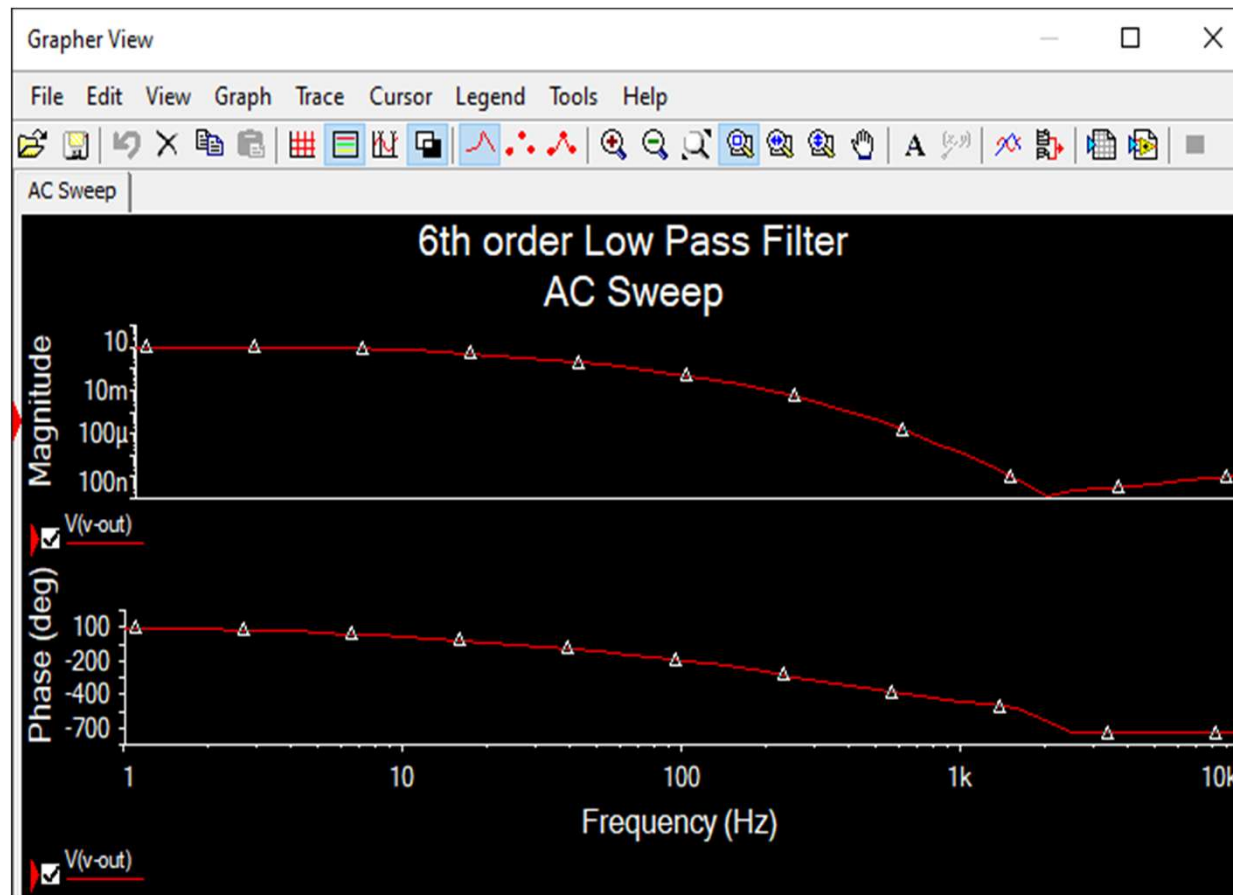 Grapher View
File Edit View Graph Trace Cursor Legend Tools Help
A (x,y)
AC Sweep
6th order Low Pass Filter
AC Sweep
Magnitude
10
10m
100µ
100n
V(v-out)
Phase (deg)
100
-200
-400
-700
1 10 100 1k 10k
Frequency (Hz)
V(v-out)